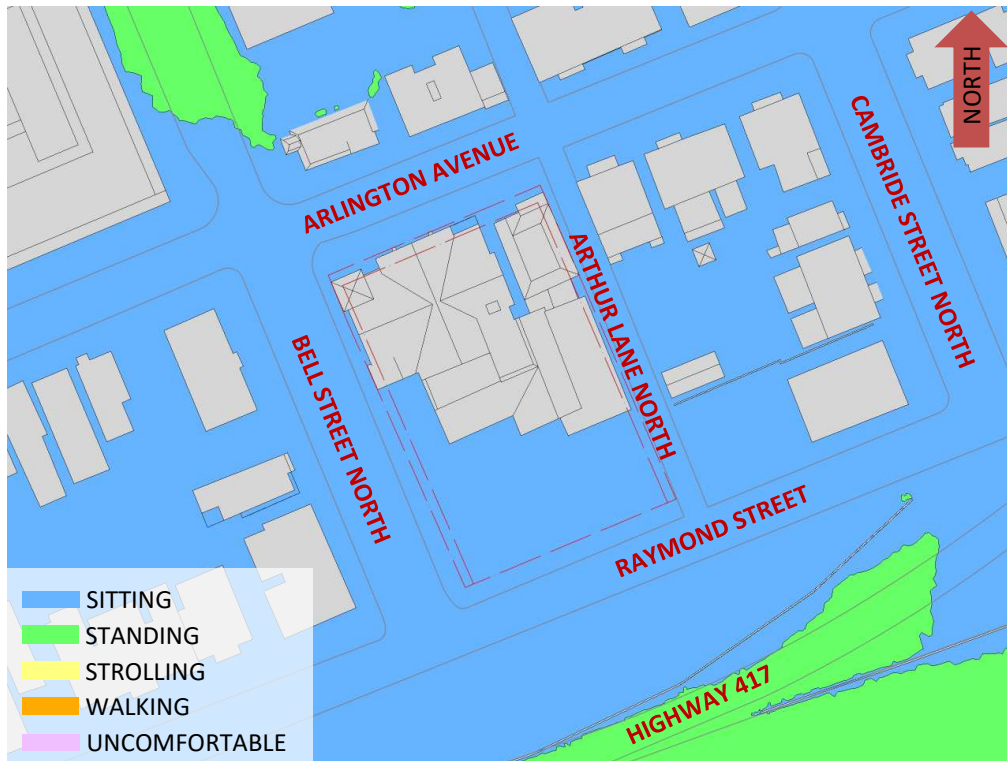 NORTH
CAMBRIDE STREET NORTH
ARLINGTON AVENUE
ARTHUR LANE NORTH
BELL STREET NORTH
RAYMOND STREET
HIGHWAY 417
SITTING
STANDING
STROLLING
WALKING
UNCOMFORTABLE